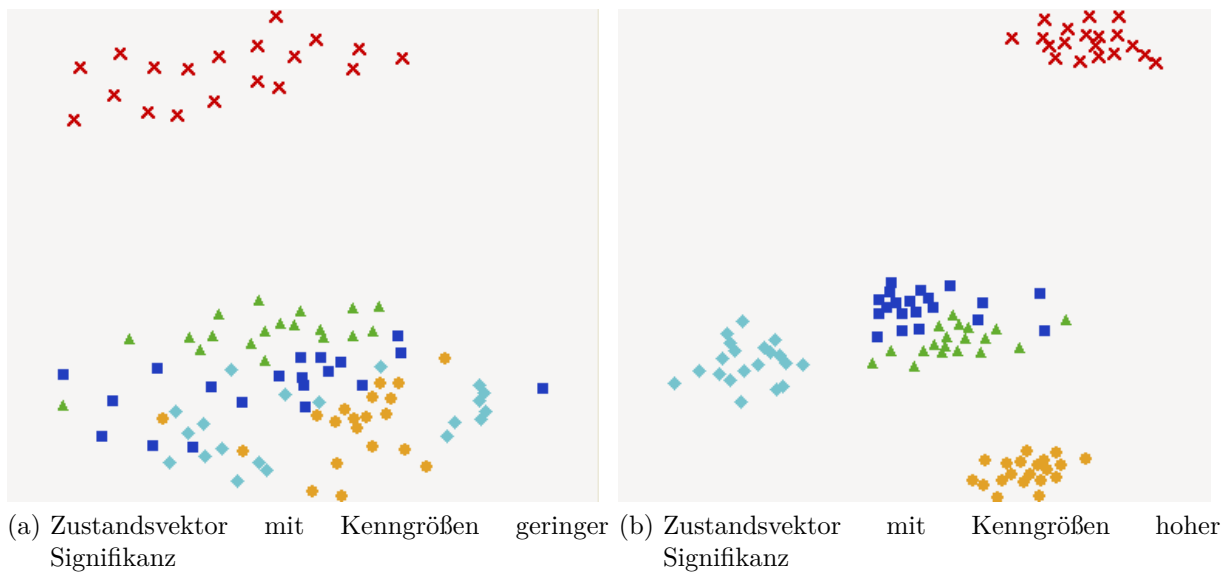 (a) Zustandsvektor mit Kenngrößen geringer
Signifikanz
(b) Zustandsvektor mit Kenngrößen hoher
Signifikanz